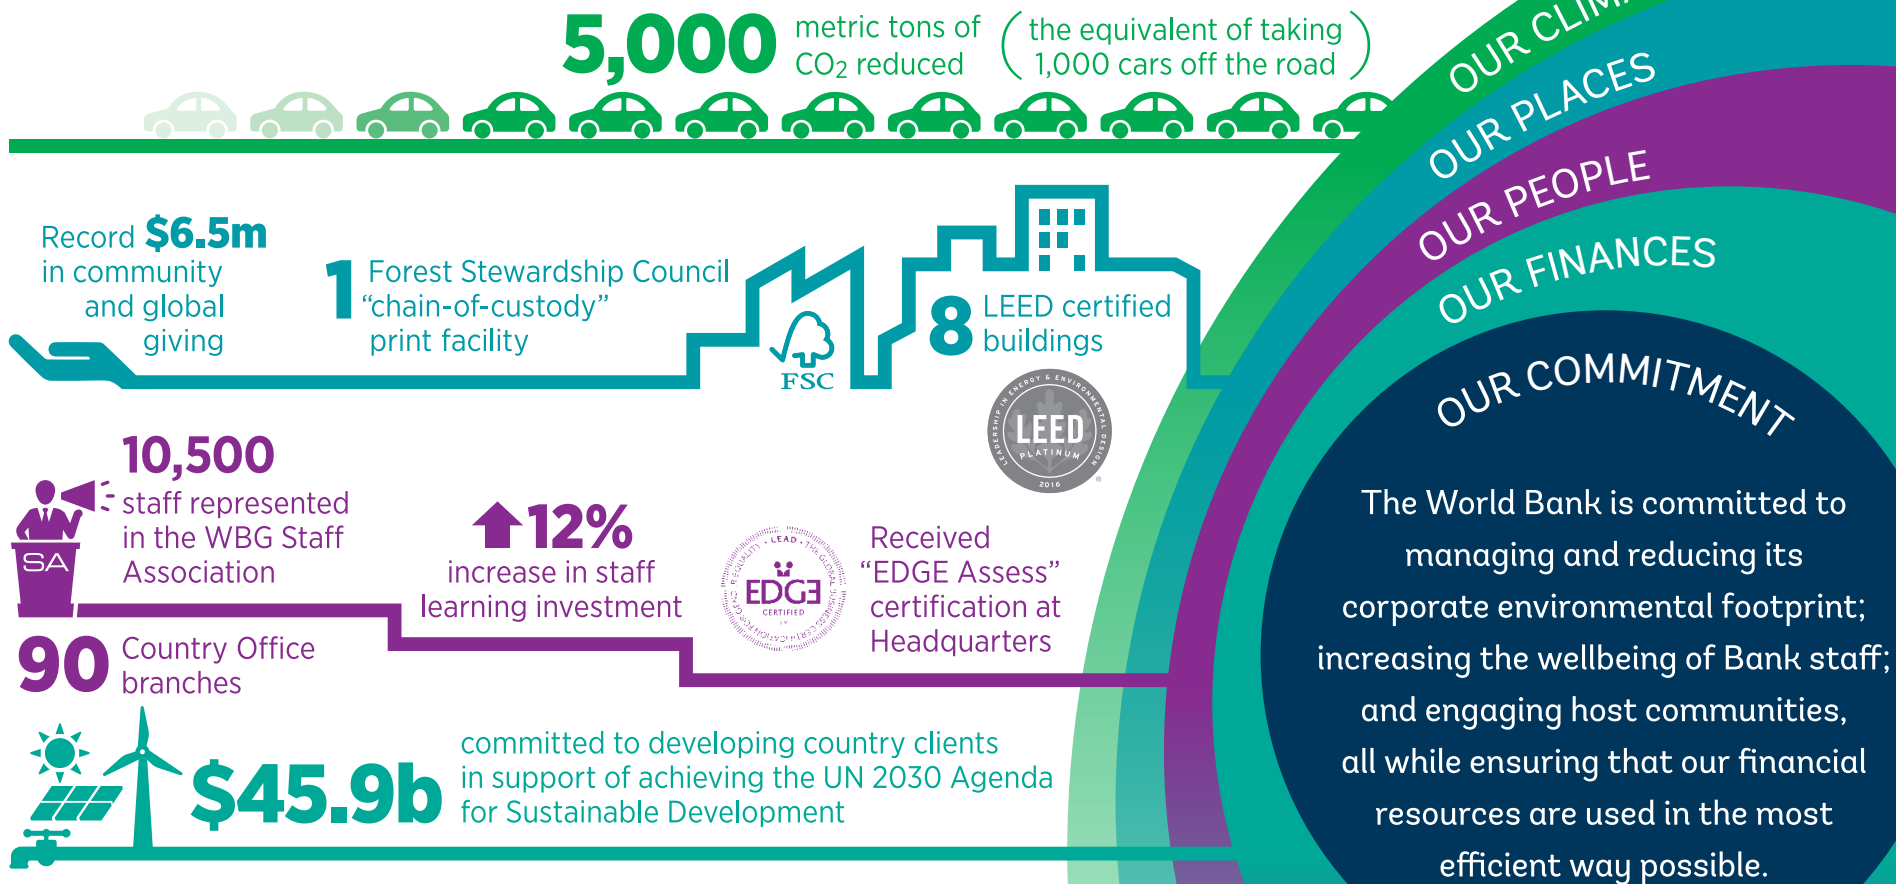 5,000
metric tons of
CO2 reduced
(the equivalent of taking
1,000 cars off the road)
Record $6.5m
in community
and global
giving
1
Forest Stewardship Council
“chain-of-custody”
print facility
FSC
8
LEED certified
buildings
LEADERSHIP IN ENERGY & ENVIRONMENTAL DESIGN
LEED
PLATINUM
2016
®
10,500
staff represented
in the WBG Staff
Association
SA
12%
increase in staff
learning investment
LEAD
EDGE
CERTIFIED
Received
“EDGE Assess”
certification at
Headquarters
90
Country Office
branches
$45.9b
committed to developing country clients
in support of achieving the UN 2030 Agenda
for Sustainable Development
OUR
OUR PLACES
OUR PEOPLE
OUR FINANCES
OUR COMMITMENT
The World Bank is committed to
managing and reducing its
corporate environmental footprint;
increasing the wellbeing of Bank staff;
and engaging host communities,
all while ensuring that our financial
resources are used in the most
efficient way possible.